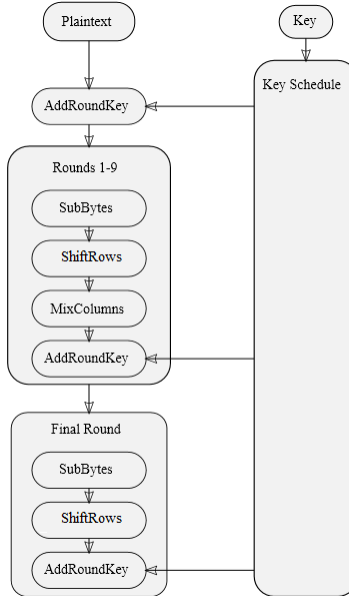 Plaintext
Key
Key Schedule
AddRoundKey
Rounds 1-9
SubBytes
ShiftRows
MixColumns
AddRoundKey
Final Round
SubBytes
ShiftRows
AddRoundKey